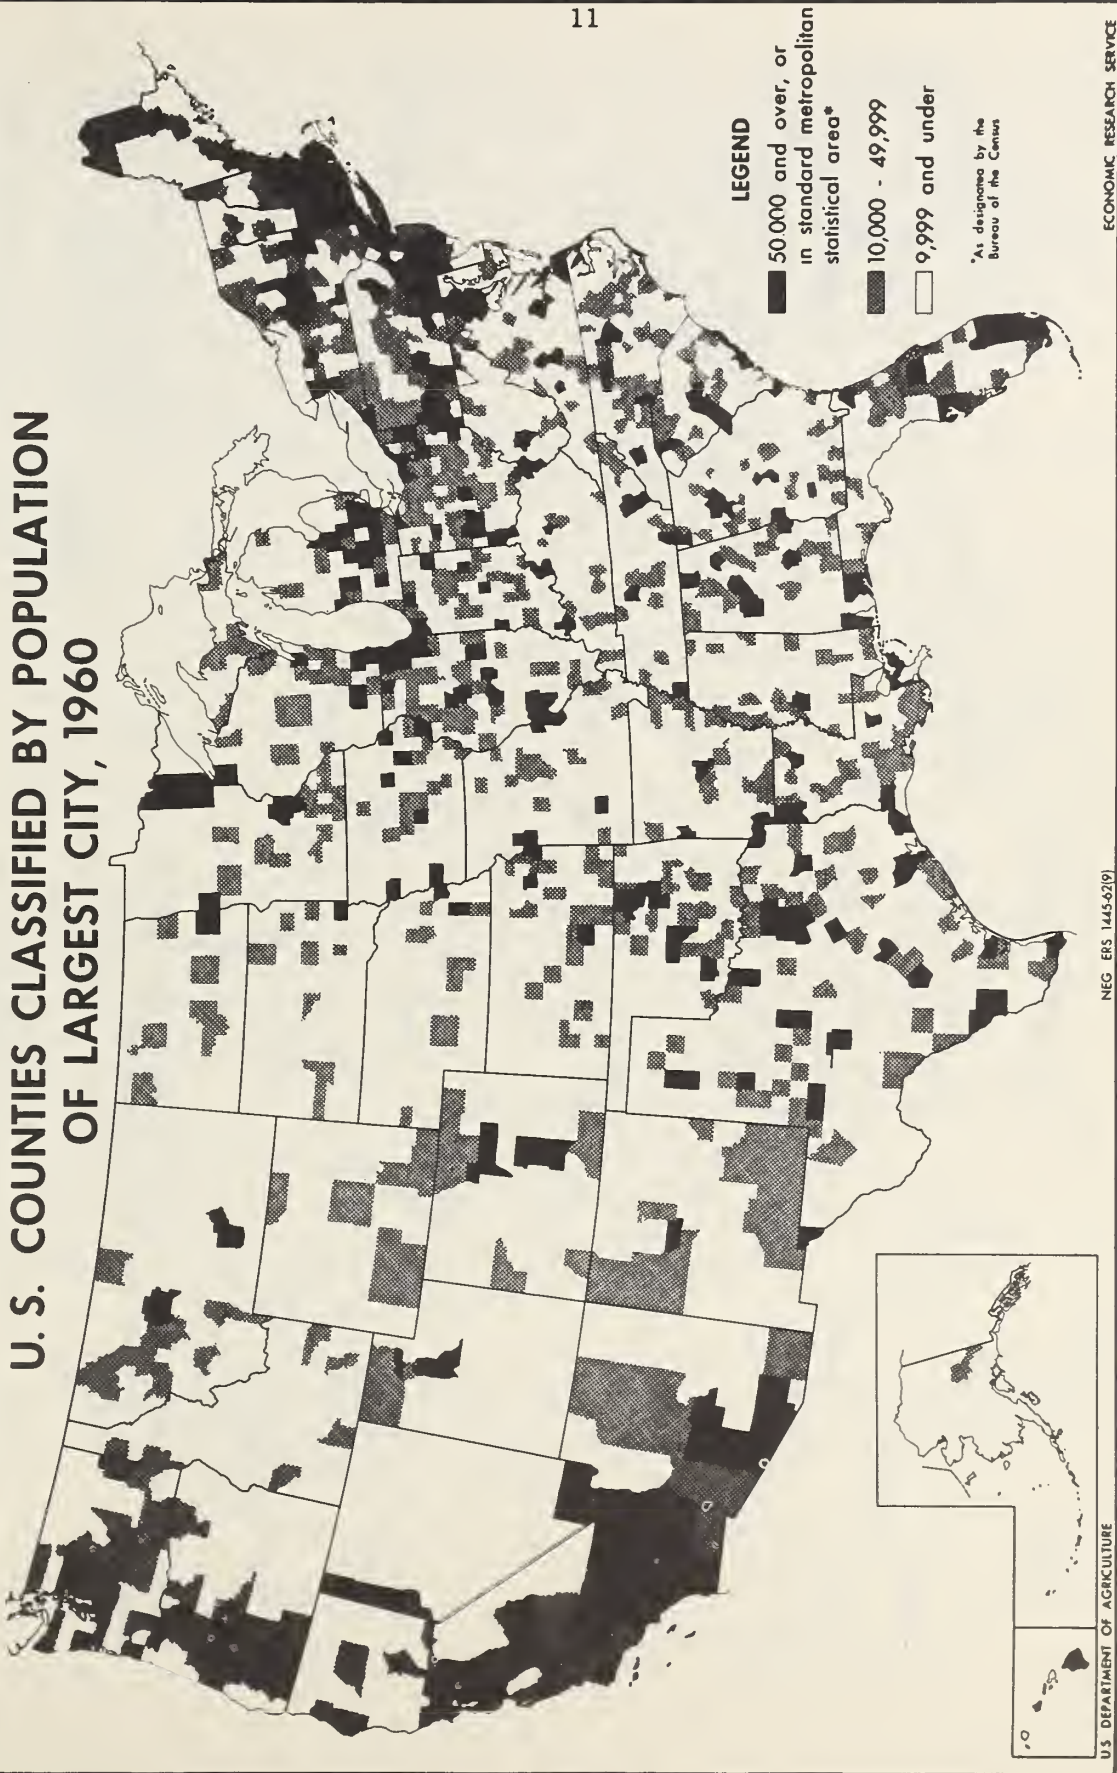 11
U. S. COUNTIES CLASSIFIED BY POPULATION
OF LARGEST CITY, 1960
LEGEND
50.000 and over, or
in standard metropolitan
statistical area*
10,000 - 49,999
9,999 and under
*As designated by the
Bureau of the Census
U.S DEPARTMENT OF AGRICULTURE
NEG ERS 1445-62(9)
ECONOMIC RESEARCH SERVICE